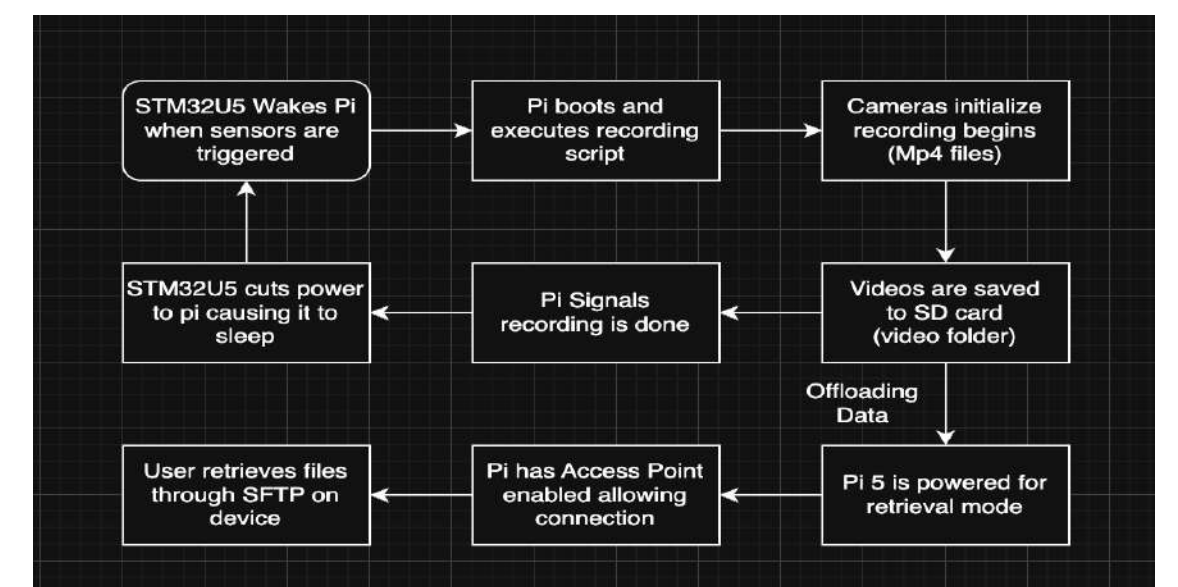 STM32U5 Wakes Pi
when sensors are
triggered
Pi boots and
executes recording
script
Cameras initialize
recording begins
(Mp4 files)
STM32U5 cuts power
to pi causing it to
sleep
Pi Signals
recording is done
Videos are saved
to SD card
(video folder)
Offloading
Data
User retrieves files
through SFTP on
device
Pi has Access Point
enabled allowing
connection
Pi 5 is powered for
retrieval mode